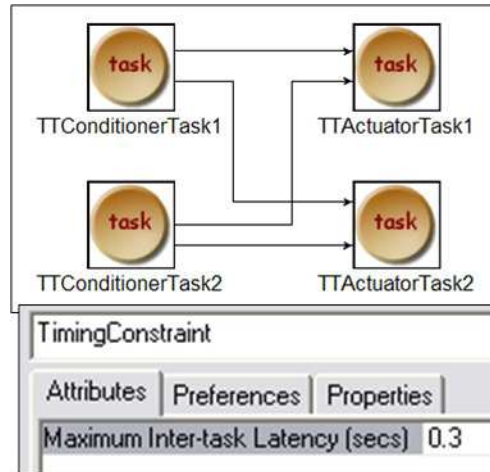 task
task
TTConditionerTask1
TTActuatorTask1
task
task
TTConditionerTask2
TTActuatorTask2
TimingConstraint
Attributes
Preferences
Properties
Maximum Inter-task Latency (secs)
0.3